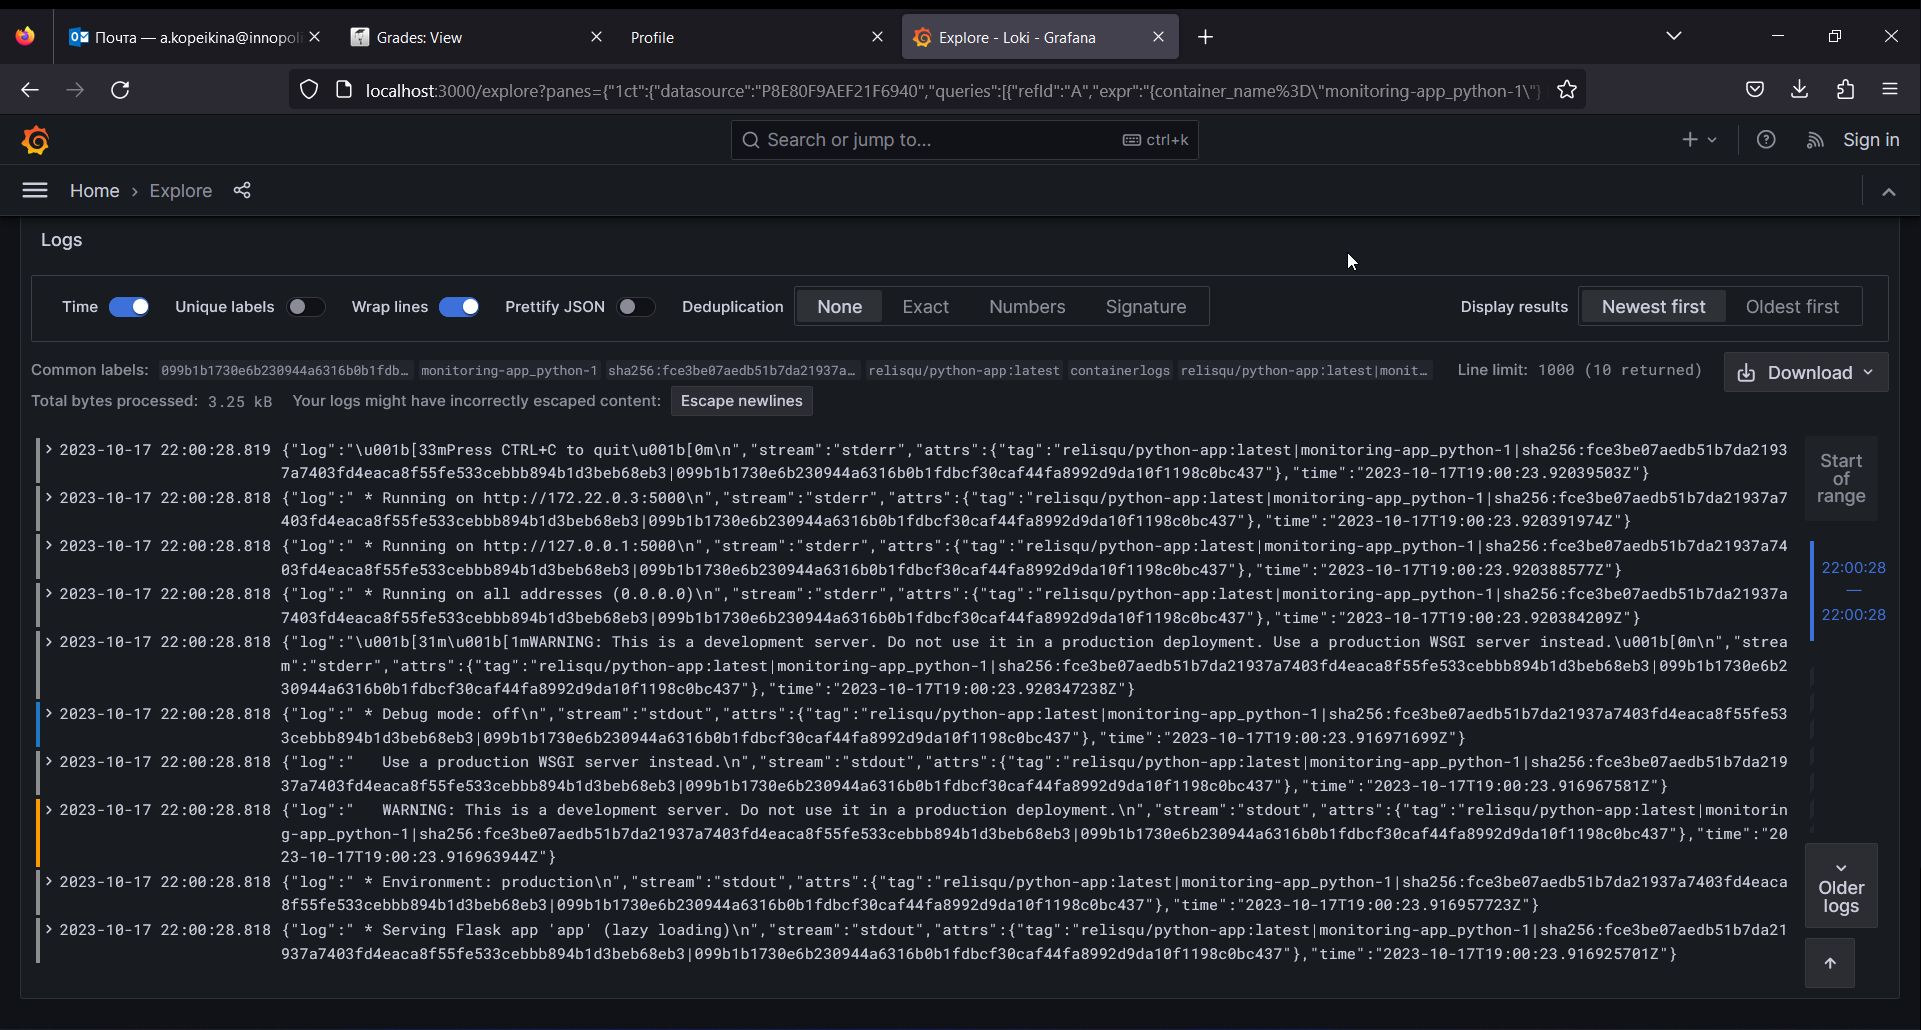 Почта — a.kopeikina@innopoli
Grades: View
Profile
Explore - Loki - Grafana
localhost:3000/explore?panes={"1ct":{"datasource":"P8E80F9AEF21F6940","queries":[{"refId":"A","expr":"{container_name%3D\"monitoring-app_python-1\"}
Search or jump to...
ctrl+k
Sign in
Home › Explore
Logs
Time
Unique labels
Wrap lines
Prettify JSON
Deduplication
None
Exact
Numbers
Signature
Display results
Newest first
Oldest first
Common labels: 099b1b1730e6b230944a6316b0b1fdb… monitoring-app_python-1 sha256:fce3be07aedb51b7da21937a… relisqu/python-app:latest containerlogs relisqu/python-app:latest|monit…
Line limit: 1000 (10 returned)
Download
Total bytes processed: 3.25 kB Your logs might have incorrectly escaped content: Escape newlines
2023-10-17 22:00:28.819 {"log":"\u001b[33mPress CTRL+C to quit\u001b[0m\n","stream":"stderr","attrs":{"tag":"relisqu/python-app:latest|monitoring-app_python-1|sha256:fce3be07aedb51b7da2193
7a7403fd4eaca8f55fe533cebbb894b1d3beb68eb3|099b1b1730e6b230944a6316b0b1fdbcf30caf44fa8992d9da10f1198c0bc437"},"time":"2023-10-17T19:00:23.92039503Z"}
2023-10-17 22:00:28.818 {"log":" * Running on http://172.22.0.3:5000\n","stream":"stderr","attrs":{"tag":"relisqu/python-app:latest|monitoring-app_python-1|sha256:fce3be07aedb51b7da21937a7
403fd4eaca8f55fe533cebbb894b1d3beb68eb3|099b1b1730e6b230944a6316b0b1fdbcf30caf44fa8992d9da10f1198c0bc437"},"time":"2023-10-17T19:00:23.920391974Z"}
2023-10-17 22:00:28.818 {"log":" * Running on http://127.0.0.1:5000\n","stream":"stderr","attrs":{"tag":"relisqu/python-app:latest|monitoring-app_python-1|sha256:fce3be07aedb51b7da21937a74
03fd4eaca8f55fe533cebbb894b1d3beb68eb3|099b1b1730e6b230944a6316b0b1fdbcf30caf44fa8992d9da10f1198c0bc437"},"time":"2023-10-17T19:00:23.920388577Z"}
2023-10-17 22:00:28.818 {"log":" * Running on all addresses (0.0.0.0)\n","stream":"stderr","attrs":{"tag":"relisqu/python-app:latest|monitoring-app_python-1|sha256:fce3be07aedb51b7da21937a
7403fd4eaca8f55fe533cebbb894b1d3beb68eb3|099b1b1730e6b230944a6316b0b1fdbcf30caf44fa8992d9da10f1198c0bc437"},"time":"2023-10-17T19:00:23.920384209Z"}
2023-10-17 22:00:28.818 {"log":"\u001b[31m\u001b[1mWARNING: This is a development server. Do not use it in a production deployment. Use a production WSGI server instead.\u001b[0m\n","strea
m":"stderr","attrs":{"tag":"relisqu/python-app:latest|monitoring-app_python-1|sha256:fce3be07aedb51b7da21937a7403fd4eaca8f55fe533cebbb894b1d3beb68eb3|099b1b1730e6b2
30944a6316b0b1fdbcf30caf44fa8992d9da10f1198c0bc437"},"time":"2023-10-17T19:00:23.920347238Z"}
2023-10-17 22:00:28.818 {"log":" * Debug mode: off\n","stream":"stdout","attrs":{"tag":"relisqu/python-app:latest|monitoring-app_python-1|sha256:fce3be07aedb51b7da21937a7403fd4eaca8f55fe53
3cebbb894b1d3beb68eb3|099b1b1730e6b230944a6316b0b1fdbcf30caf44fa8992d9da10f1198c0bc437"},"time":"2023-10-17T19:00:23.916971699Z"}
2023-10-17 22:00:28.818 {"log":"   Use a production WSGI server instead.\n","stream":"stdout","attrs":{"tag":"relisqu/python-app:latest|monitoring-app_python-1|sha256:fce3be07aedb51b7da219
37a7403fd4eaca8f55fe533cebbb894b1d3beb68eb3|099b1b1730e6b230944a6316b0b1fdbcf30caf44fa8992d9da10f1198c0bc437"},"time":"2023-10-17T19:00:23.916967581Z"}
2023-10-17 22:00:28.818 {"log":"   WARNING: This is a development server. Do not use it in a production deployment.\n","stream":"stdout","attrs":{"tag":"relisqu/python-app:latest|monitorin
g-app_python-1|sha256:fce3be07aedb51b7da21937a7403fd4eaca8f55fe533cebbb894b1d3beb68eb3|099b1b1730e6b230944a6316b0b1fdbcf30caf44fa8992d9da10f1198c0bc437"},"time":"20
23-10-17T19:00:23.916963944Z"}
2023-10-17 22:00:28.818 {"log":" * Environment: production\n","stream":"stdout","attrs":{"tag":"relisqu/python-app:latest|monitoring-app_python-1|sha256:fce3be07aedb51b7da21937a7403fd4eaca
8f55fe533cebbb894b1d3beb68eb3|099b1b1730e6b230944a6316b0b1fdbcf30caf44fa8992d9da10f1198c0bc437"},"time":"2023-10-17T19:00:23.916957723Z"}
2023-10-17 22:00:28.818 {"log":" * Serving Flask app 'app' (lazy loading)\n","stream":"stdout","attrs":{"tag":"relisqu/python-app:latest|monitoring-app_python-1|sha256:fce3be07aedb51b7da21
937a7403fd4eaca8f55fe533cebbb894b1d3beb68eb3|099b1b1730e6b230944a6316b0b1fdbcf30caf44fa8992d9da10f1198c0bc437"},"time":"2023-10-17T19:00:23.916925701Z"}
Start
of
range
22:00:28
—
22:00:28
Older
logs